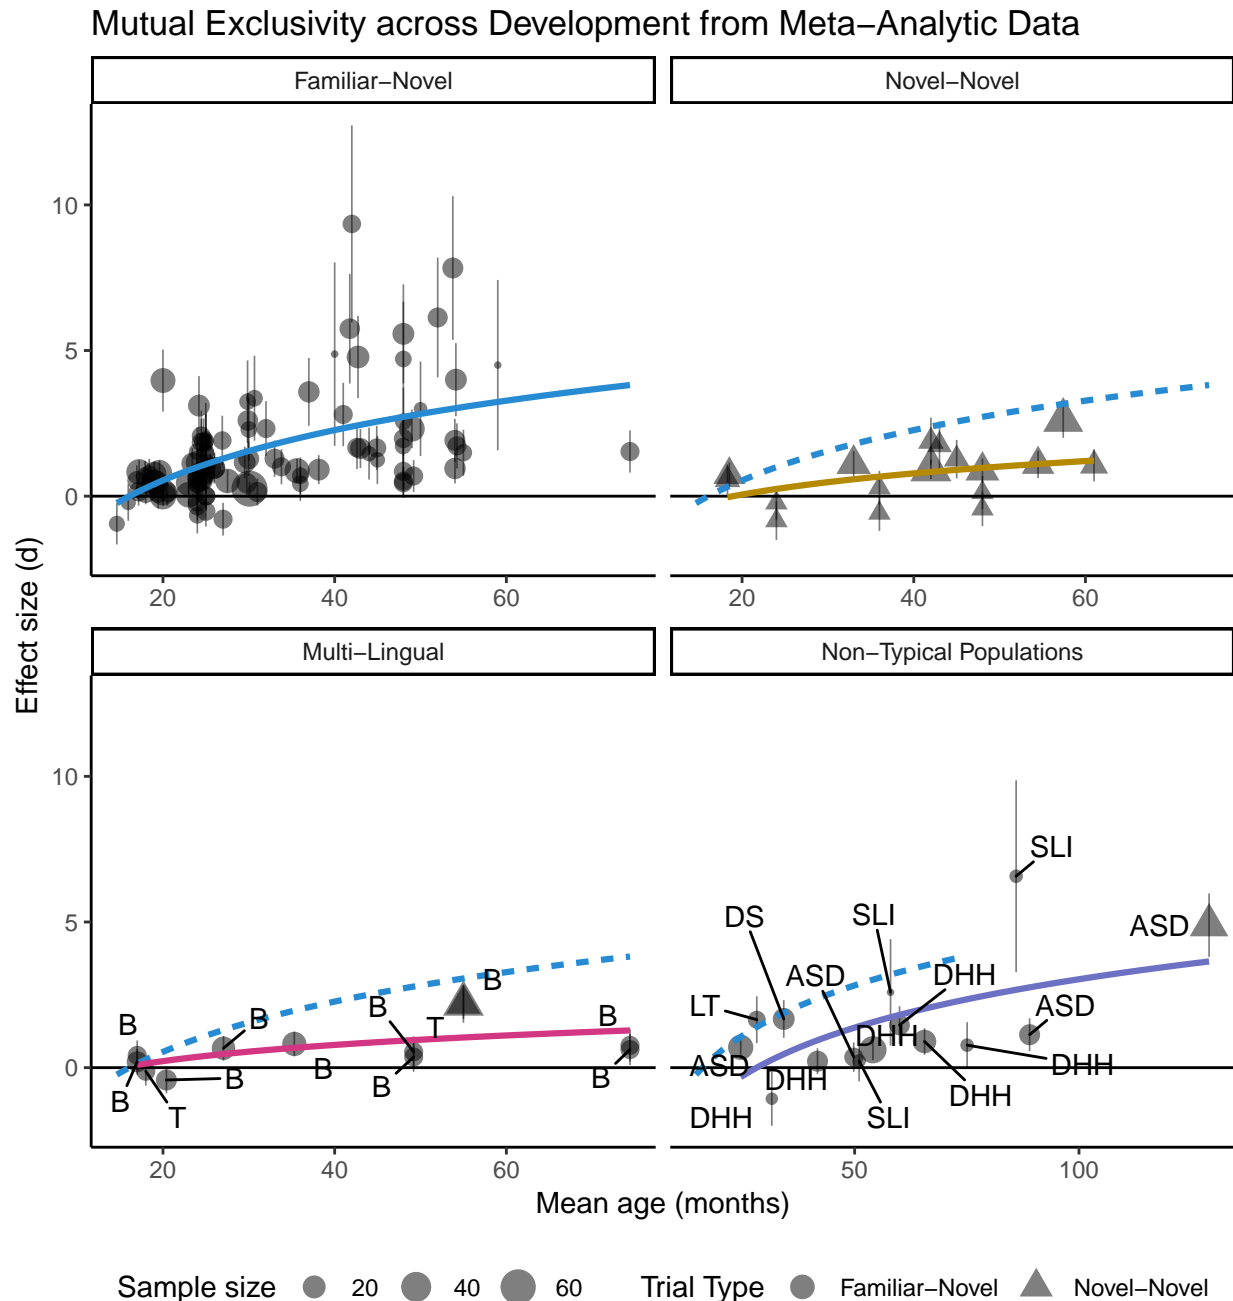 Mutual Exclusivity across Development from Meta−Analytic Data
Familiar−Novel
Novel−Novel
10
5
0
20 40 60
20 40 60
Effect size (d)
Multi−Lingual
Non−Typical Populations
10
5
0
B
B
T
B
B
B
B
B
T
B
B
B
SLI
DS
SLI
ASD
ASD
DHH
LT
ASD
DHH
ASD
DHH
DHH
DHH
DHH
SLI
20 40 60
50 100
Mean age (months)
Sample size 20 40 60 Trial Type Familiar−Novel Novel−Novel